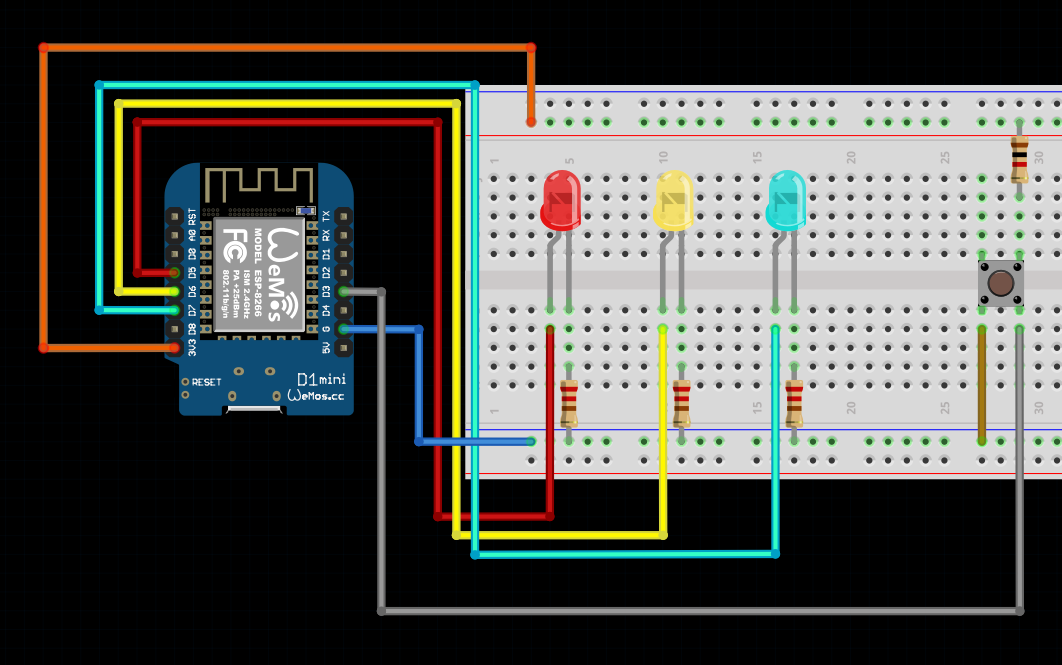 1
5
10
15
20
25
30
RST
A0
D0
D5
D6
D7
D8
3V3
TX
RX
D1
D2
D3
D4
G
5V
WeMos
MODEL ESP-8266
ISM 2.4GHz
PA +25dBm
802.11b/g/n
FC
RESET
D1mini
WeMos.cc
1
15
20
25
30